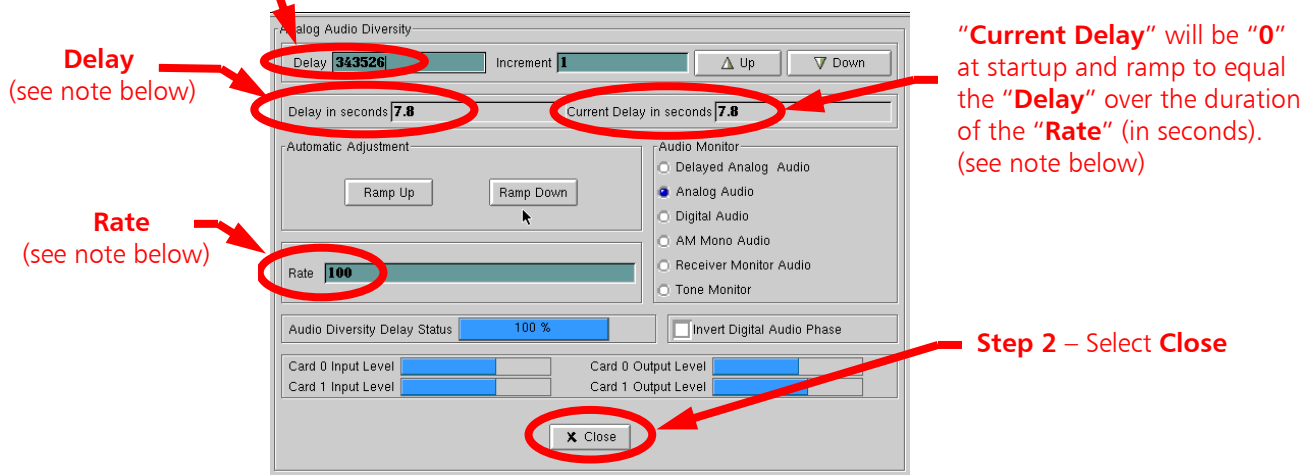 Analog Audio Diversity
Delay 343526 Increment 1 Up Down
Delay
(see note below)
Delay in seconds 7.8 Current Delay in seconds 7.8
"Current Delay" will be "0"
at startup and ramp to equal
the "Delay" over the duration
of the "Rate" (in seconds).
(see note below)
Automatic Adjustment
Ramp Up Ramp Down
Audio Monitor
Delayed Analog Audio
Analog Audio
Digital Audio
AM Mono Audio
Receiver Monitor Audio
Tone Monitor
Rate
(see note below)
Rate 100
Audio Diversity Delay Status 100 %
Invert Digital Audio Phase
Card 0 Input Level Card 0 Output Level
Card 1 Input Level Card 1 Output Level
Step 2 – Select Close
X Close